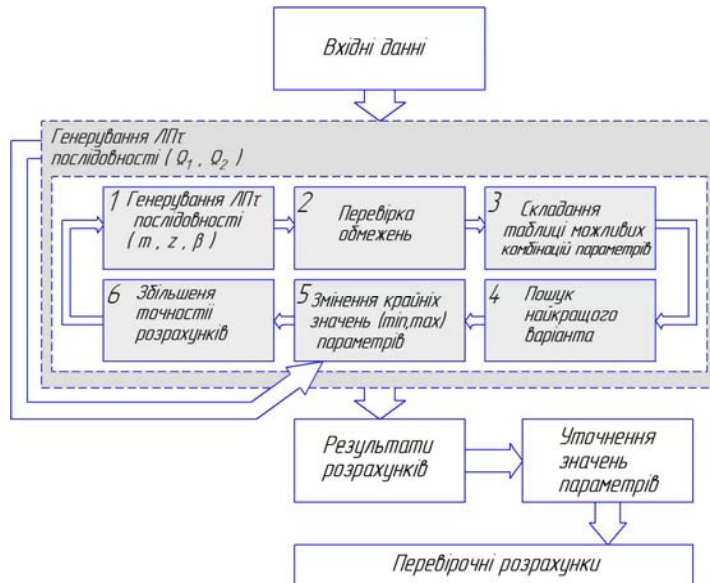 Вхідні данні
Генерування ЛПτ
послідовності ( Q₁ , Q₂ )
1 Генерування ЛПτ
послідовності
( m , z , β )
2 Перевірка
обмежень
3 Складання
таблиці можливих
комбінацій параметрів
6 Збільшеня
точностії
розрахунків
5 Змінення крайніх
значень (min,max)
параметрів
4 Пошук
найкращого
варіанта
Результати
розрахунків
Уточнення
значень
параметрів
Перевірочні розрахунки